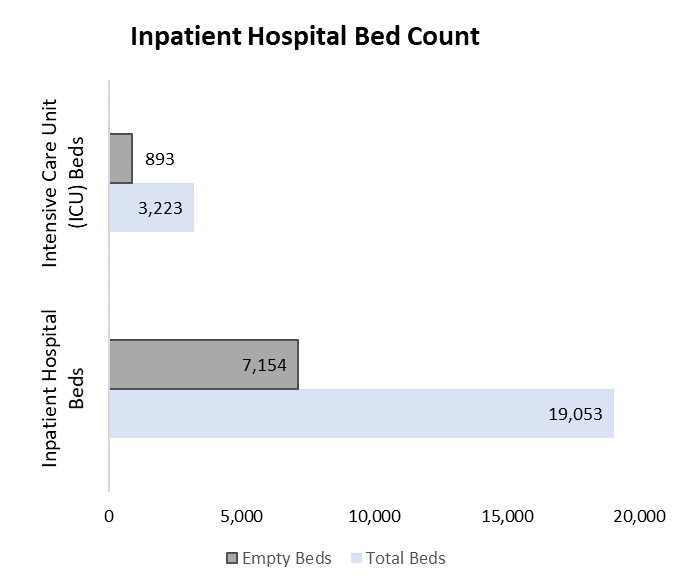 Inpatient Hospital Bed Count
Intensive Care Unit
(ICU) Beds
893
3,223
Inpatient Hospital
Beds
7,154
19,053
0 5,000 10,000 15,000 20,000
Empty Beds Total Beds